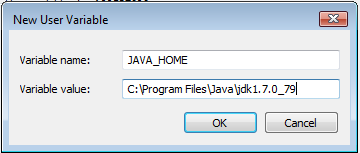 New User Variable
Variable name: JAVA_HOME
Variable value: C:\Program Files\Java\jdk1.7.0_79
OK Cancel